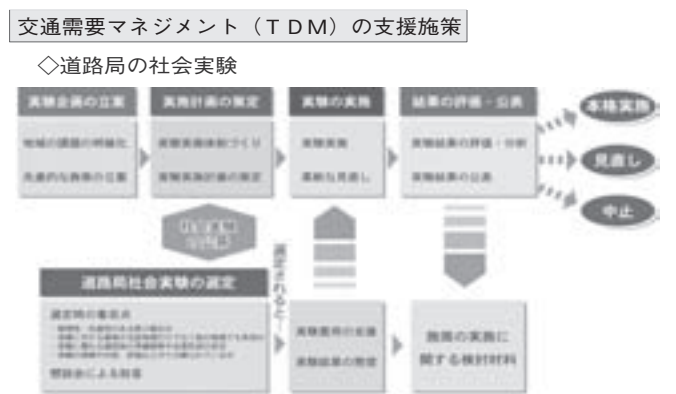 交通需要マネジメント（ＴＤＭ）の支援施策
◇道路局の社会実験
実験企画の立案
実施計画の策定
実験の実施
結果の評価・公表
本格実施
見直し
中止
地域の課題の明確化
先進的な施策の立案
実験実施体制づくり
実験実施計画の策定
実験実施
柔軟な見直し
実験結果の評価・分析
実験結果の公表
道路局社会実験の選定
選定時の着目点
懇談会による助言
選定されると…
実験費用の支援
実験結果の整理
施策の実施に
関する検討材料